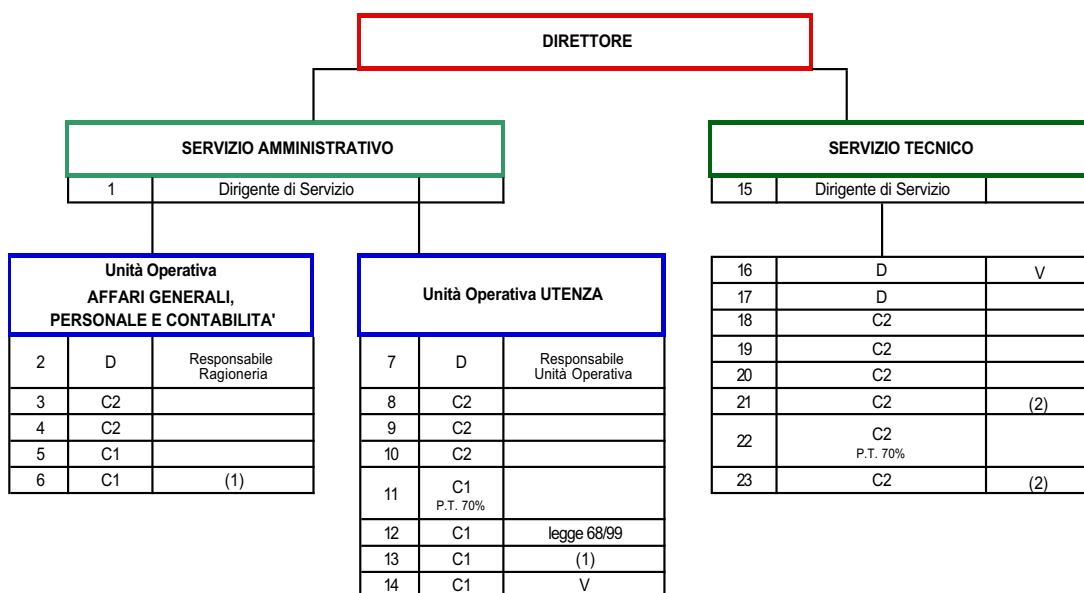 DIRETTORE
SERVIZIO AMMINISTRATIVO
1 Dirigente di Servizio
Unità Operativa
AFFARI GENERALI,
PERSONALE E CONTABILITA'
2 D Responsabile
Ragioneria
3 C2
4 C2
5 C1
6 C1 (1)
Unità Operativa UTENZA
7 D Responsabile
Unità Operativa
8 C2
9 C2
10 C2
11 C1
P.T. 70%
12 C1 legge 68/99
13 C1 (1)
14 C1 V
SERVIZIO TECNICO
15 Dirigente di Servizio
16 D V
17 D
18 C2
19 C2
20 C2
21 C2 (2)
22 C2
P.T. 70%
23 C2 (2)